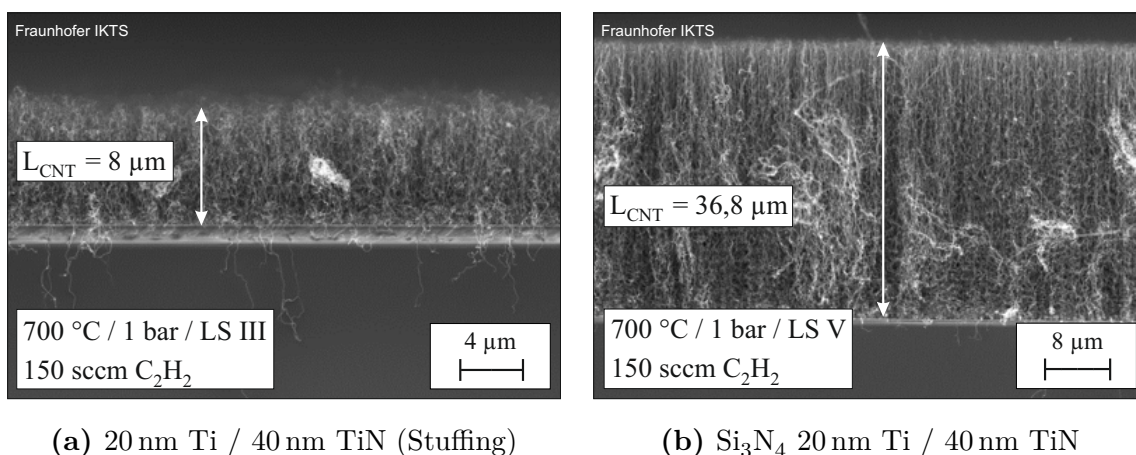 Fraunhofer IKTS
L_CNT = 8 µm
700 °C / 1 bar / LS III
150 sccm C₂H₂
4 µm
(a) 20 nm Ti / 40 nm TiN (Stuffing)
Fraunhofer IKTS
L_CNT = 36,8 µm
700 °C / 1 bar / LS V
150 sccm C₂H₂
8 µm
(b) Si₃N₄ 20 nm Ti / 40 nm TiN